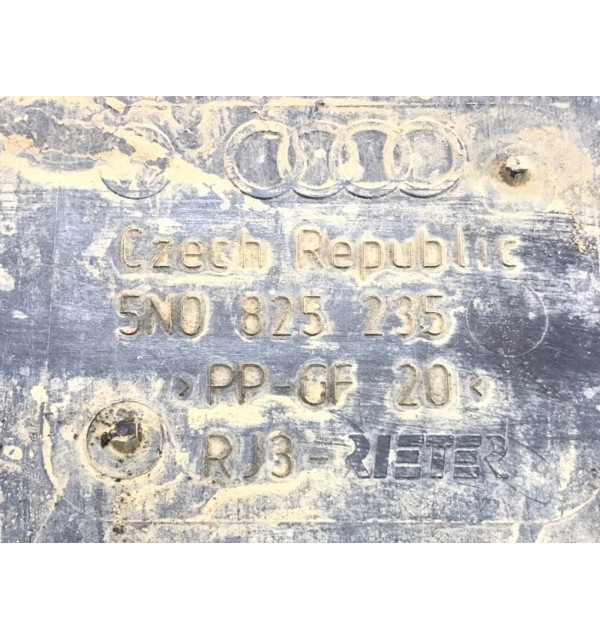 Czech Republic
5N0 825 235
>PP-GF 20<
RJ3-RIETER